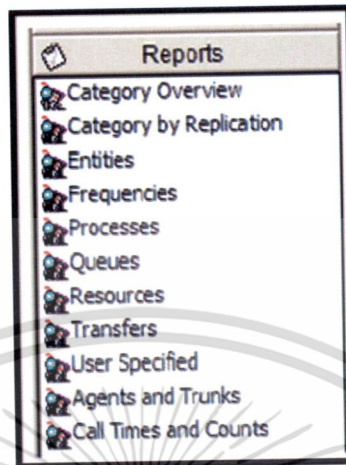 Reports
Category Overview
Category by Replication
Entities
Frequencies
Processes
Queues
Resources
Transfers
User Specified
Agents and Trunks
Call Times and Counts